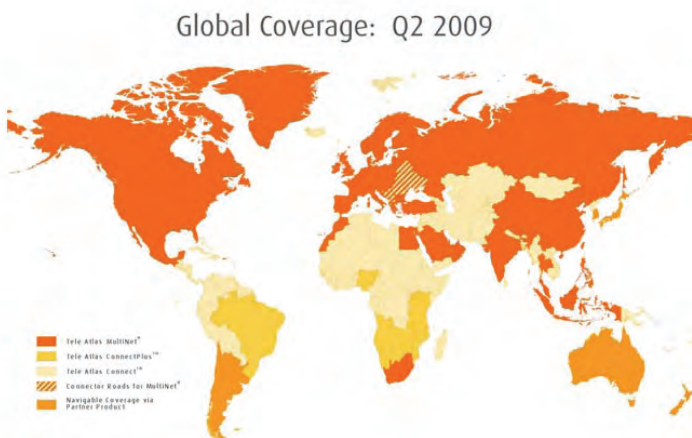 Global Coverage: Q2 2009
Tele Atlas MultiNet®
Tele Atlas ConnectPlus™
Tele Atlas Connect™
Connector Roads for MultiNet®
Navigable Coverage via
Partner Product